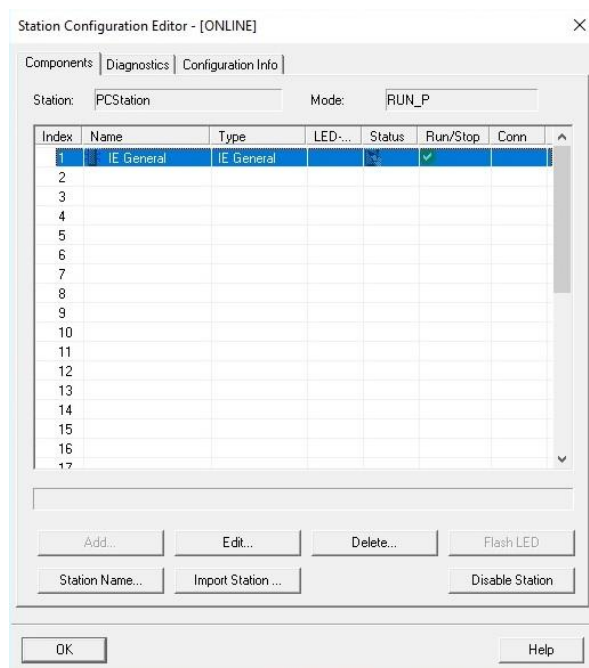 Station Configuration Editor - [ONLINE]
Components Diagnostics Configuration Info
Station: PCStation Mode: RUN_P
Index Name Type LED-... Status Run/Stop Conn
1 IE General IE General
2
3
4
5
6
7
8
9
10
11
12
13
14
15
16
17
Add... Edit... Delete... Flash LED
Station Name... Import Station ... Disable Station
OK Help